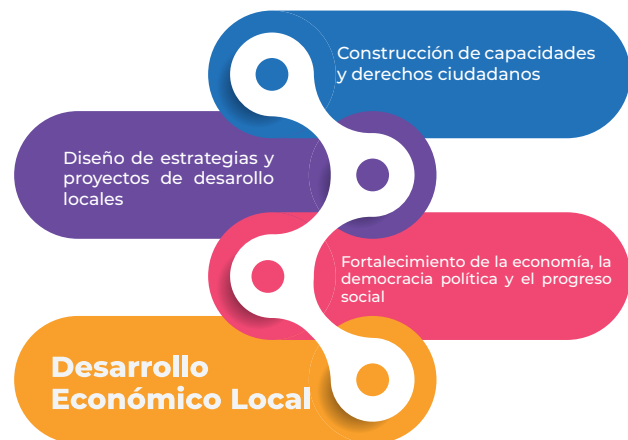 Construcción de capacidades
y derechos ciudadanos
Diseño de estrategias y
proyectos de desarollo
locales
Fortalecimiento de la economía, la
democracia política y el progreso
social
Desarrollo
Económico Local